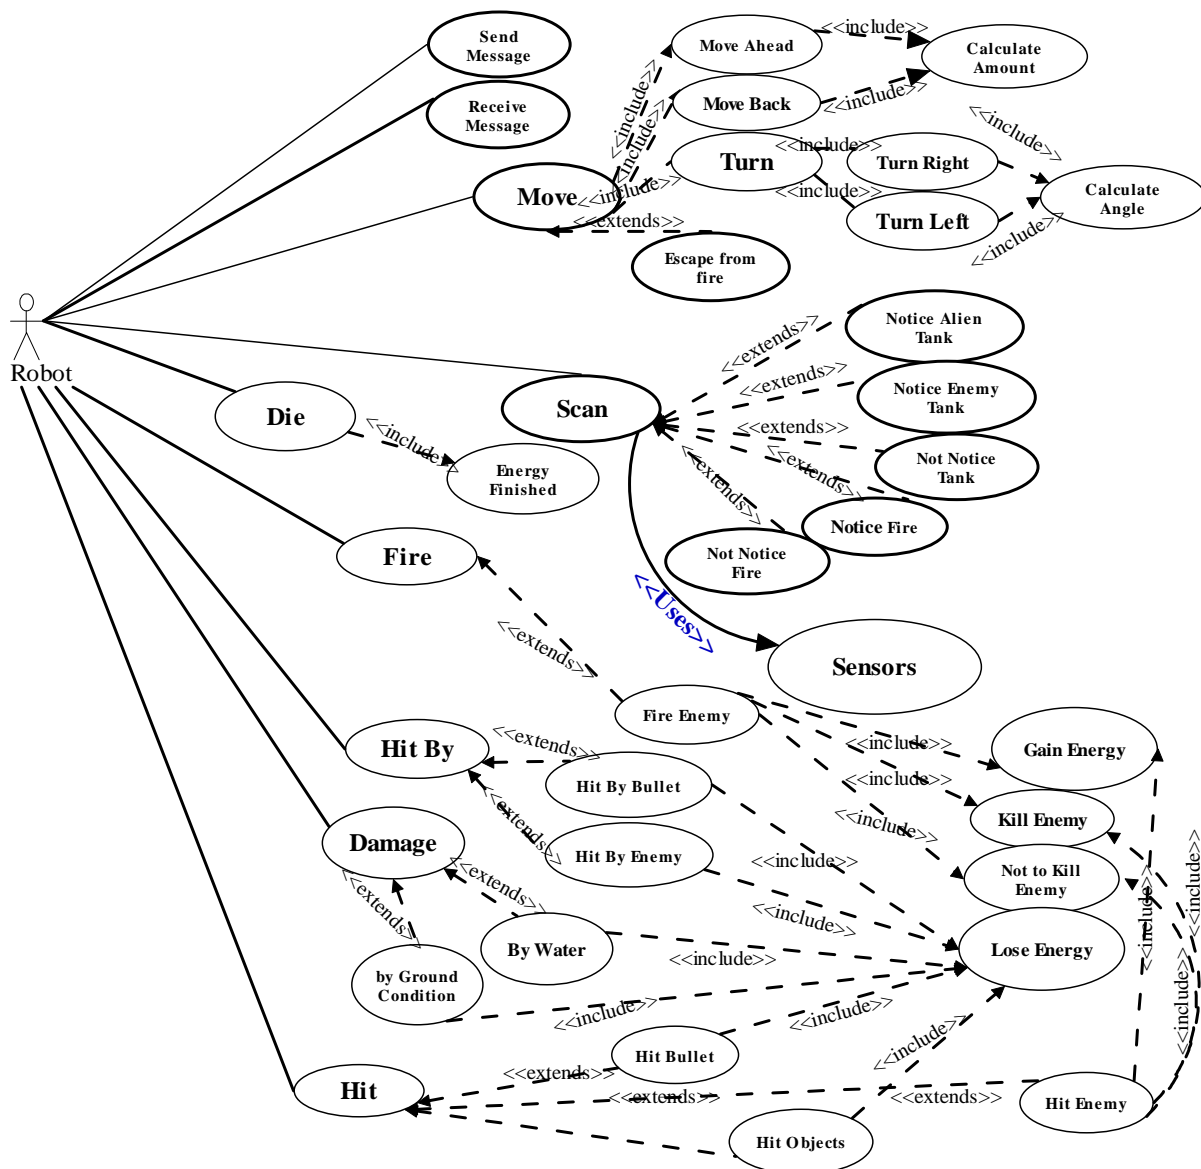 Send
Message
Receive
Message
Move Ahead
<<include>>
Calculate
Amount
Move Back
<<include>>
<<include>>
<<include>>
Move
<<include>>
Turn
<<include>>
<<include>>
Turn Right
Turn Left
<<include>>
<<include>>
Calculate
Angle
<<extends>>
Escape from
fire
Robot
Die
<<include>>
Energy
Finished
Scan
<<extends>>
Notice Alien
Tank
<<extends>>
Notice Enemy
Tank
<<extends>>
Not Notice
Tank
<<extends>>
Notice Fire
<<extends>>
Not Notice
Fire
<<Uses>>
Sensors
Fire
<<extends>>
Fire Enemy
<<include>>
Gain Energy
<<include>>
Kill Enemy
<<include>>
Not to Kill
Enemy
Hit By
<<extends>>
Hit By Bullet
<<extends>>
Hit By Enemy
<<include>>
<<include>>
Lose Energy
Damage
<<extends>>
<<extends>>
By Water
<<include>>
by Ground
Condition
<<include>>
<<include>>
<<include>>
<<include>>
<<include>>
<<include>>
Hit
<<extends>>
Hit Bullet
<<extends>>
Hit Objects
<<extends>>
Hit Enemy